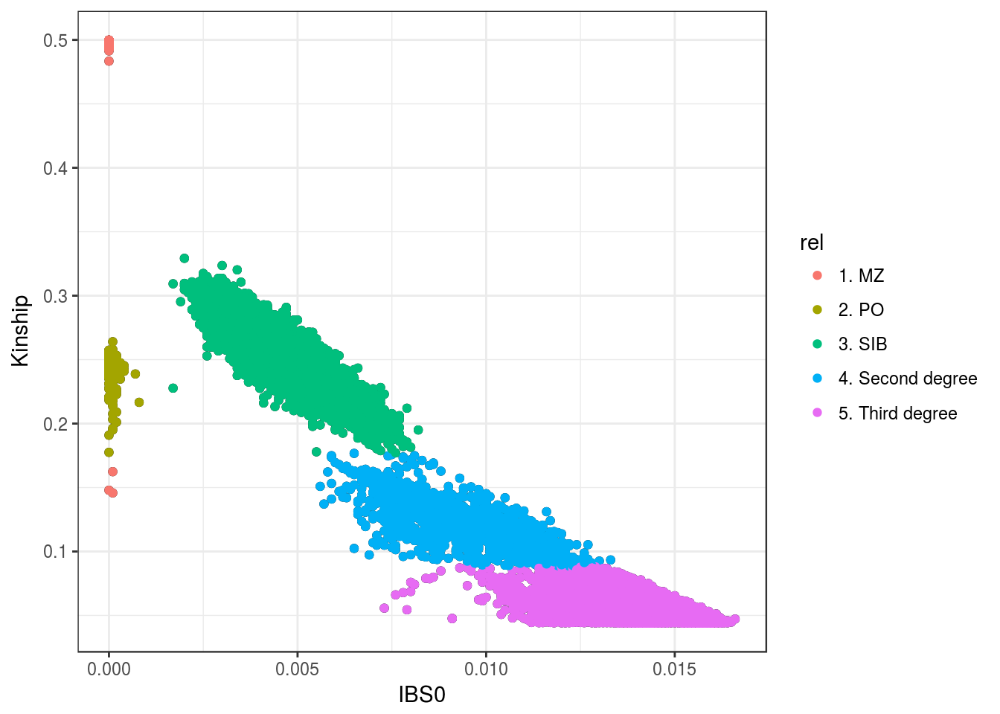 0.5
0.4
0.3
0.2
0.1
Kinship
0.000
0.005
0.010
0.015
IBS0
rel
1. MZ
2. PO
3. SIB
4. Second degree
5. Third degree